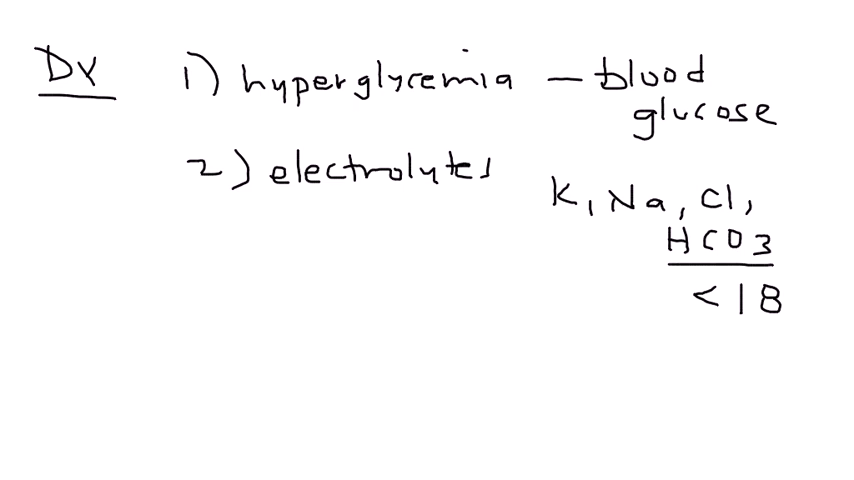 Dx 1) hyperglycemia — blood
glucose
2) electrolytes
K, Na, Cl,
HCO3
< 18